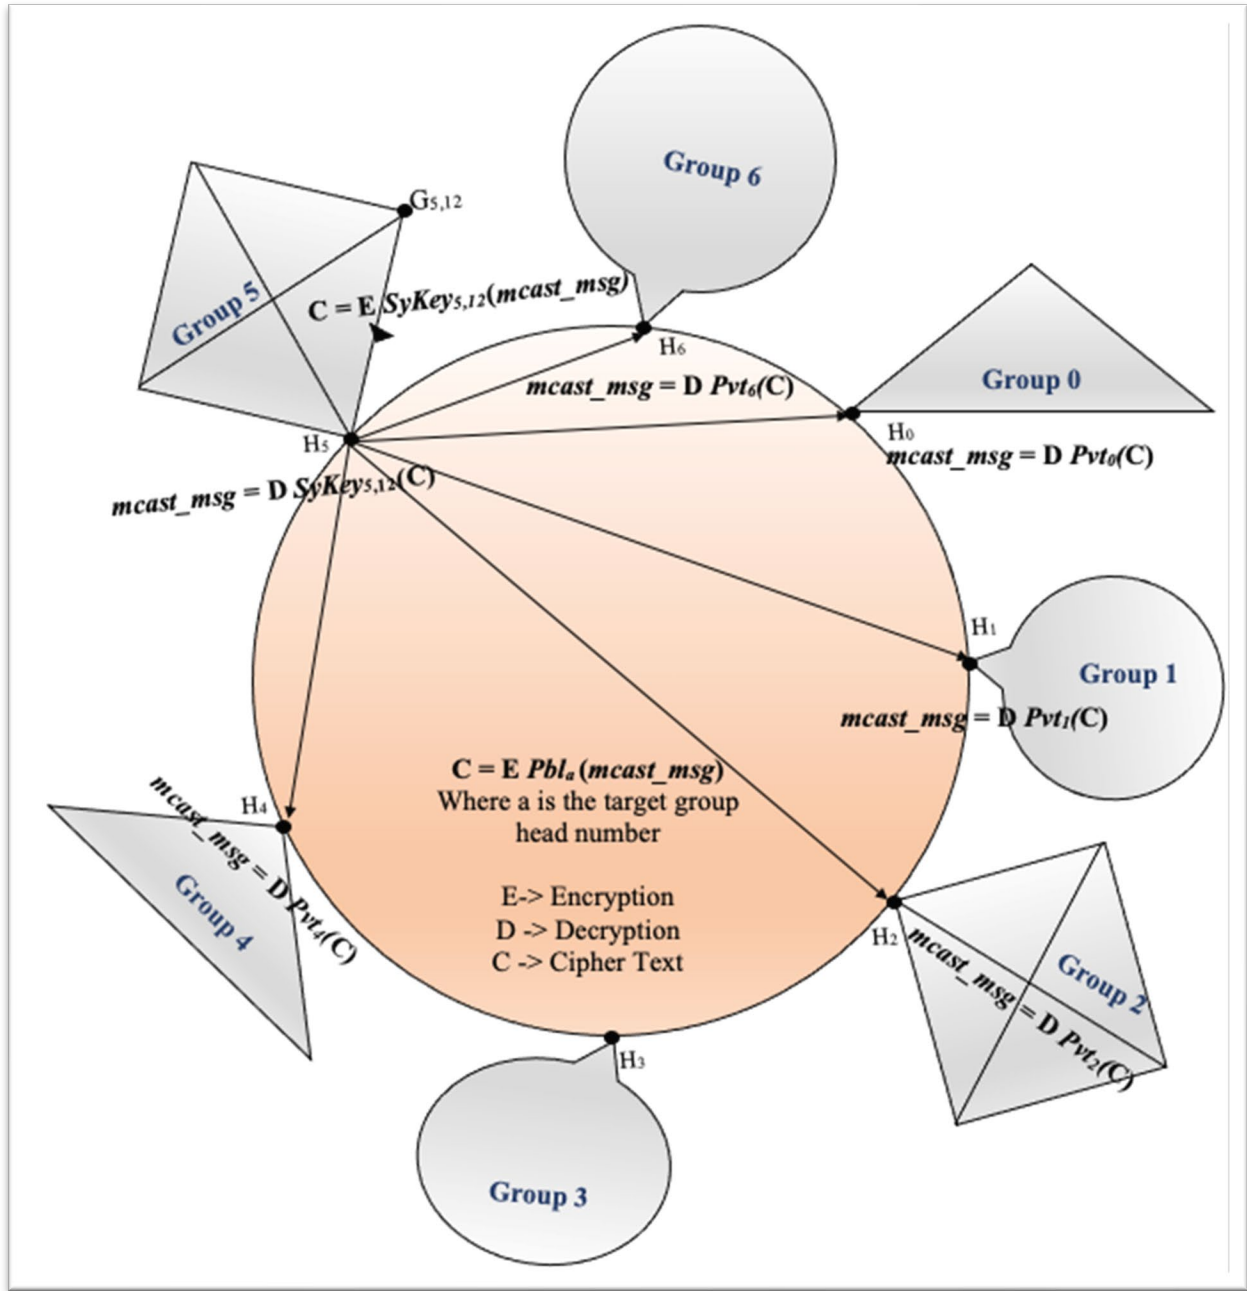 Group 6
G5,12
Group 5
C = E SyKey5,12(mcast_msg)
H6
mcast_msg = D Pvt6(C)
Group 0
H0
mcast_msg = D Pvt0(C)
H5
mcast_msg = D SyKey5,12(C)
H1
Group 1
mcast_msg = D Pvt1(C)
C = E Pbla (mcast_msg)
Where a is the target group
head number
E-> Encryption
D -> Decryption
C -> Cipher Text
H4
mcast_msg = D Pvt4(C)
Group 4
H2
mcast_msg = D Pvt2(C)
Group 2
H3
Group 3